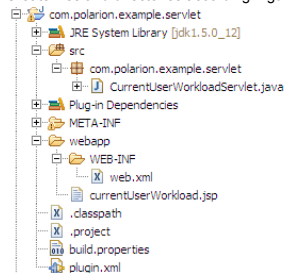 com.polarion.example.servlet
JRE System Library [jdk1.5.0_12]
src
com.polarion.example.servlet
CurrentUserWorkloadServlet.java
Plug-in Dependencies
META-INF
webapp
WEB-INF
web.xml
currentUserWorkload.jsp
.classpath
.project
build.properties
plugin.xml